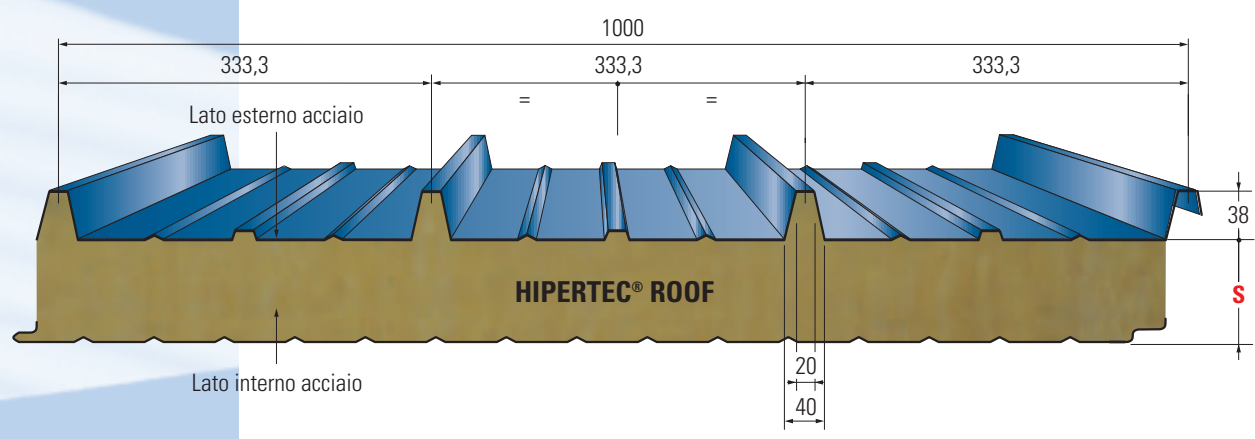 1000
333,3
333,3
333,3
=
=
Lato esterno acciaio
38
HIPERTEC® ROOF
S
20
Lato interno acciaio
40